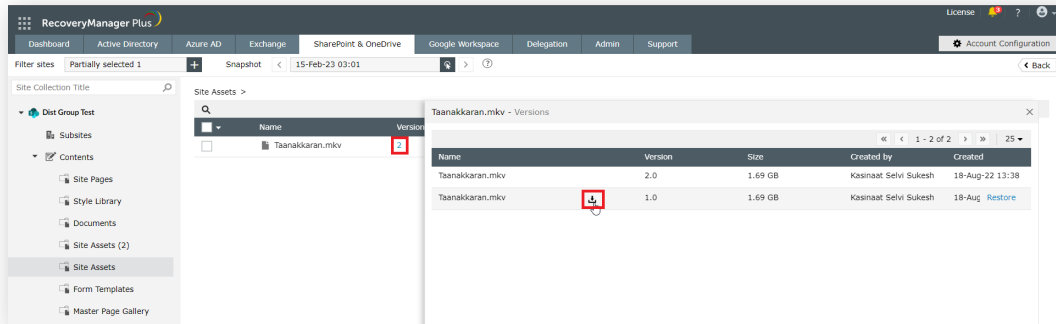 License 3 ?
RecoveryManager Plus
Dashboard Active Directory Azure AD Exchange SharePoint & OneDrive Google Workspace Delegation Admin Support Account Configuration
Filter sites Partially selected 1 + Snapshot < 15-Feb-23 03:01 > ? < Back
Site Collection Title
Site Assets >
Dist Group Test
Subsites
Contents
Site Pages
Style Library
Documents
Site Assets (2)
Site Assets
Form Templates
Master Page Gallery
Name Version
Taanakkaran.mkv 2
Taanakkaran.mkv - Versions ×
« < 1 - 2 of 2 > » 25
Name Version Size Created by Created
Taanakkaran.mkv 2.0 1.69 GB Kasinaat Selvi Sukesh 18-Aug-22 13:38
Taanakkaran.mkv 1.0 1.69 GB Kasinaat Selvi Sukesh 18-Aug Restore